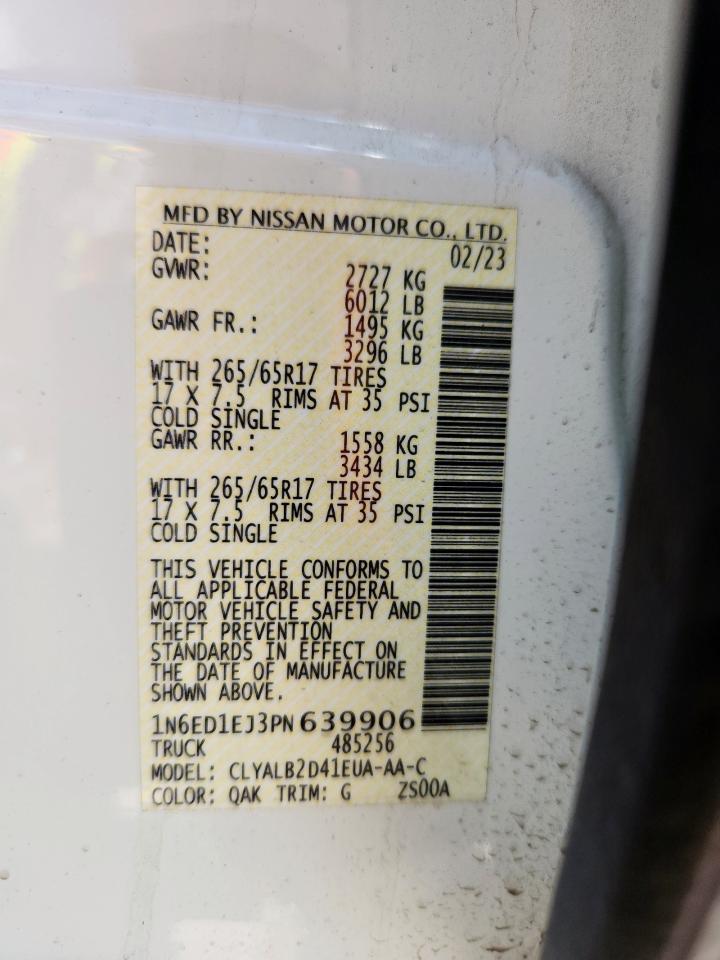 MFD BY NISSAN MOTOR CO., LTD.
DATE: 02/23
GVWR: 2727 KG
6012 LB
GAWR FR.: 1495 KG
3296 LB
WITH 265/65R17 TIRES
17 X 7.5 RIMS AT 35 PSI
COLD SINGLE
GAWR RR.: 1558 KG
3434 LB
WITH 265/65R17 TIRES
17 X 7.5 RIMS AT 35 PSI
COLD SINGLE
THIS VEHICLE CONFORMS TO
ALL APPLICABLE FEDERAL
MOTOR VEHICLE SAFETY AND
THEFT PREVENTION
STANDARDS IN EFFECT ON
THE DATE OF MANUFACTURE
SHOWN ABOVE.
1N6ED1EJ3PN639906
TRUCK 485256
MODEL: CLYALB2D41EUA-AA-C
COLOR: QAK TRIM: G ZS00A